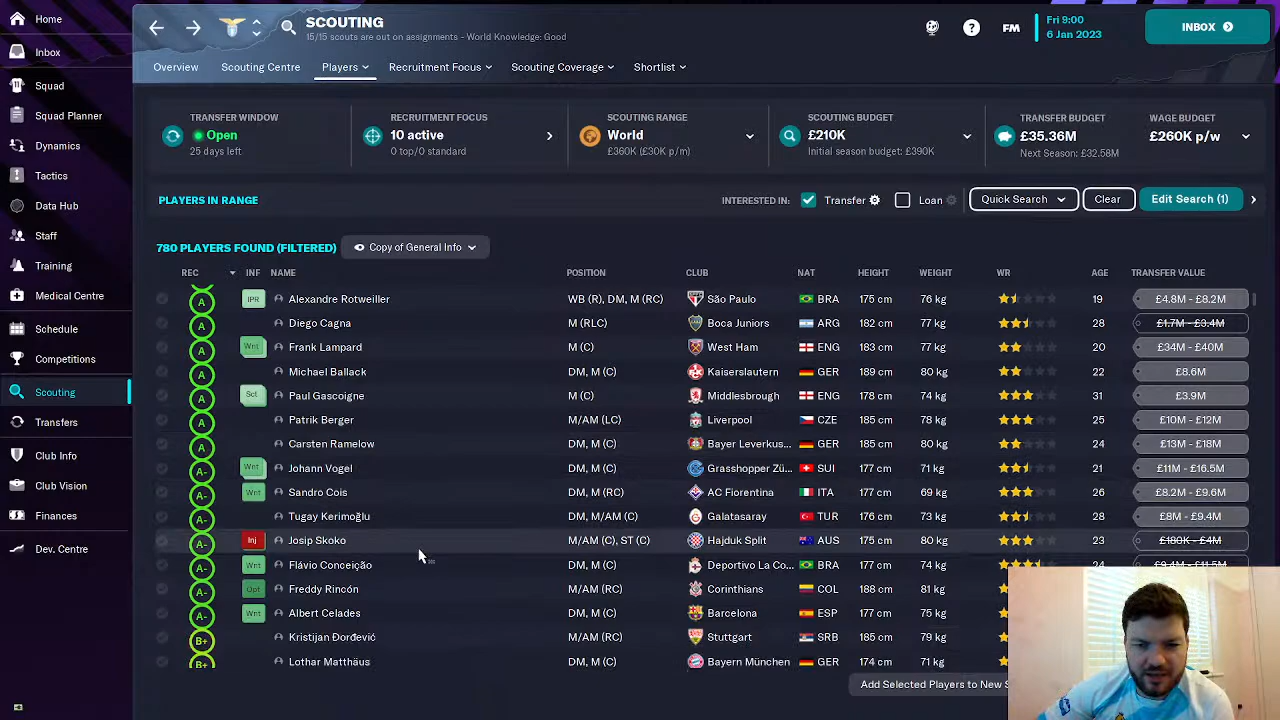 SCOUTING
15/15 scouts are out on assignments - World Knowledge: Good
FM
Fri 9:00
6 Jan 2023
INBOX
Home
Inbox
Squad
Squad Planner
Dynamics
Tactics
Data Hub
Staff
Training
Medical Centre
Schedule
Competitions
Scouting
Transfers
Club Info
Club Vision
Finances
Dev. Centre
Overview
Scouting Centre
Players
Recruitment Focus
Scouting Coverage
Shortlist
TRANSFER WINDOW
Open
25 days left
RECRUITMENT FOCUS
10 active
0 top/0 standard
SCOUTING RANGE
World
£360K (£30K p/m)
SCOUTING BUDGET
£210K
Initial season budget: £390K
TRANSFER BUDGET
£35.36M
Next Season: £32.58M
WAGE BUDGET
£260K p/w
PLAYERS IN RANGE
INTERESTED IN: Transfer Loan
Quick Search
Clear
Edit Search (1)
780 PLAYERS FOUND (FILTERED)
Copy of General Info
REC INF NAME POSITION CLUB NAT HEIGHT WEIGHT WR AGE TRANSFER VALUE
A IPR Alexandre Rotweiller WB (R), DM, M (RC) São Paulo BRA 175 cm 76 kg 19 £4.8M - £8.2M
A Diego Cagna M (RLC) Boca Juniors ARG 182 cm 77 kg 28 £1.7M - £3.4M
A Wnt Frank Lampard M (C) West Ham ENG 183 cm 77 kg 20 £34M - £40M
A Michael Ballack DM, M (C) Kaiserslautern GER 189 cm 80 kg 22 £8.6M
A Sct Paul Gascoigne M (C) Middlesbrough ENG 178 cm 74 kg 31 £3.9M
A Patrik Berger M/AM (LC) Liverpool CZE 185 cm 78 kg 25 £10M - £12M
A Carsten Ramelow DM, M (C) Bayer Leverkus... GER 185 cm 80 kg 24 £13M - £18M
A- Wnt Johann Vogel DM, M (C) Grasshopper Zü... SUI 177 cm 71 kg 21 £11M - £16.5M
A- Wnt Sandro Cois DM, M (RC) AC Fiorentina ITA 177 cm 69 kg 26 £8.2M - £9.6M
A- Tugay Kerimoğlu DM, M/AM (C) Galatasaray TUR 176 cm 73 kg 28 £8M - £9.4M
A- Inj Josip Skoko M/AM (C), ST (C) Hajduk Split AUS 175 cm 80 kg 23 £180K - £4M
A- Wnt Flávio Conceição DM, M (C) Deportivo La Co... BRA 177 cm 71 kg 24 £9.4M - £11.5M
A- Opt Freddy Rincón M/AM (RC) Corinthians COL 188 cm 81 kg
A- Wnt Albert Celades DM, M (C) Barcelona ESP 177 cm 75 kg
B+ Kristijan Đorđević M/AM (RC) Stuttgart SRB 185 cm 79 kg
B+ Lothar Matthäus DM, M (C) Bayern München GER 174 cm 71 kg
Add Selected Players to New S